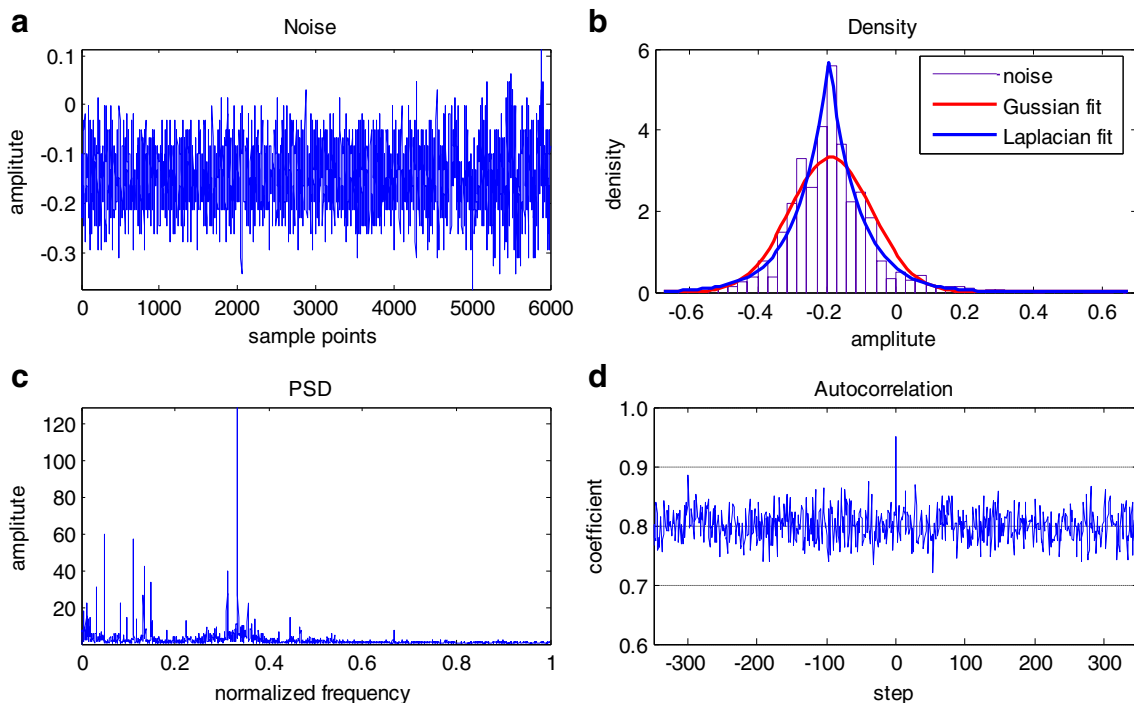 a
Noise
0.1
0
-0.1
-0.2
-0.3
amplitute
0 1000 2000 3000 4000 5000 6000
sample points
b
Density
6
4
2
0
denisity
noise
Gussian fit
Laplacian fit
-0.6 -0.4 -0.2 0 0.2 0.4 0.6
amplitute
c
PSD
120
100
80
60
40
20
amplitute
0 0.2 0.4 0.6 0.8 1
normalized frequency
d
Autocorrelation
1.0
0.9
0.8
0.7
0.6
coefficient
-300 -200 -100 0 100 200 300
step